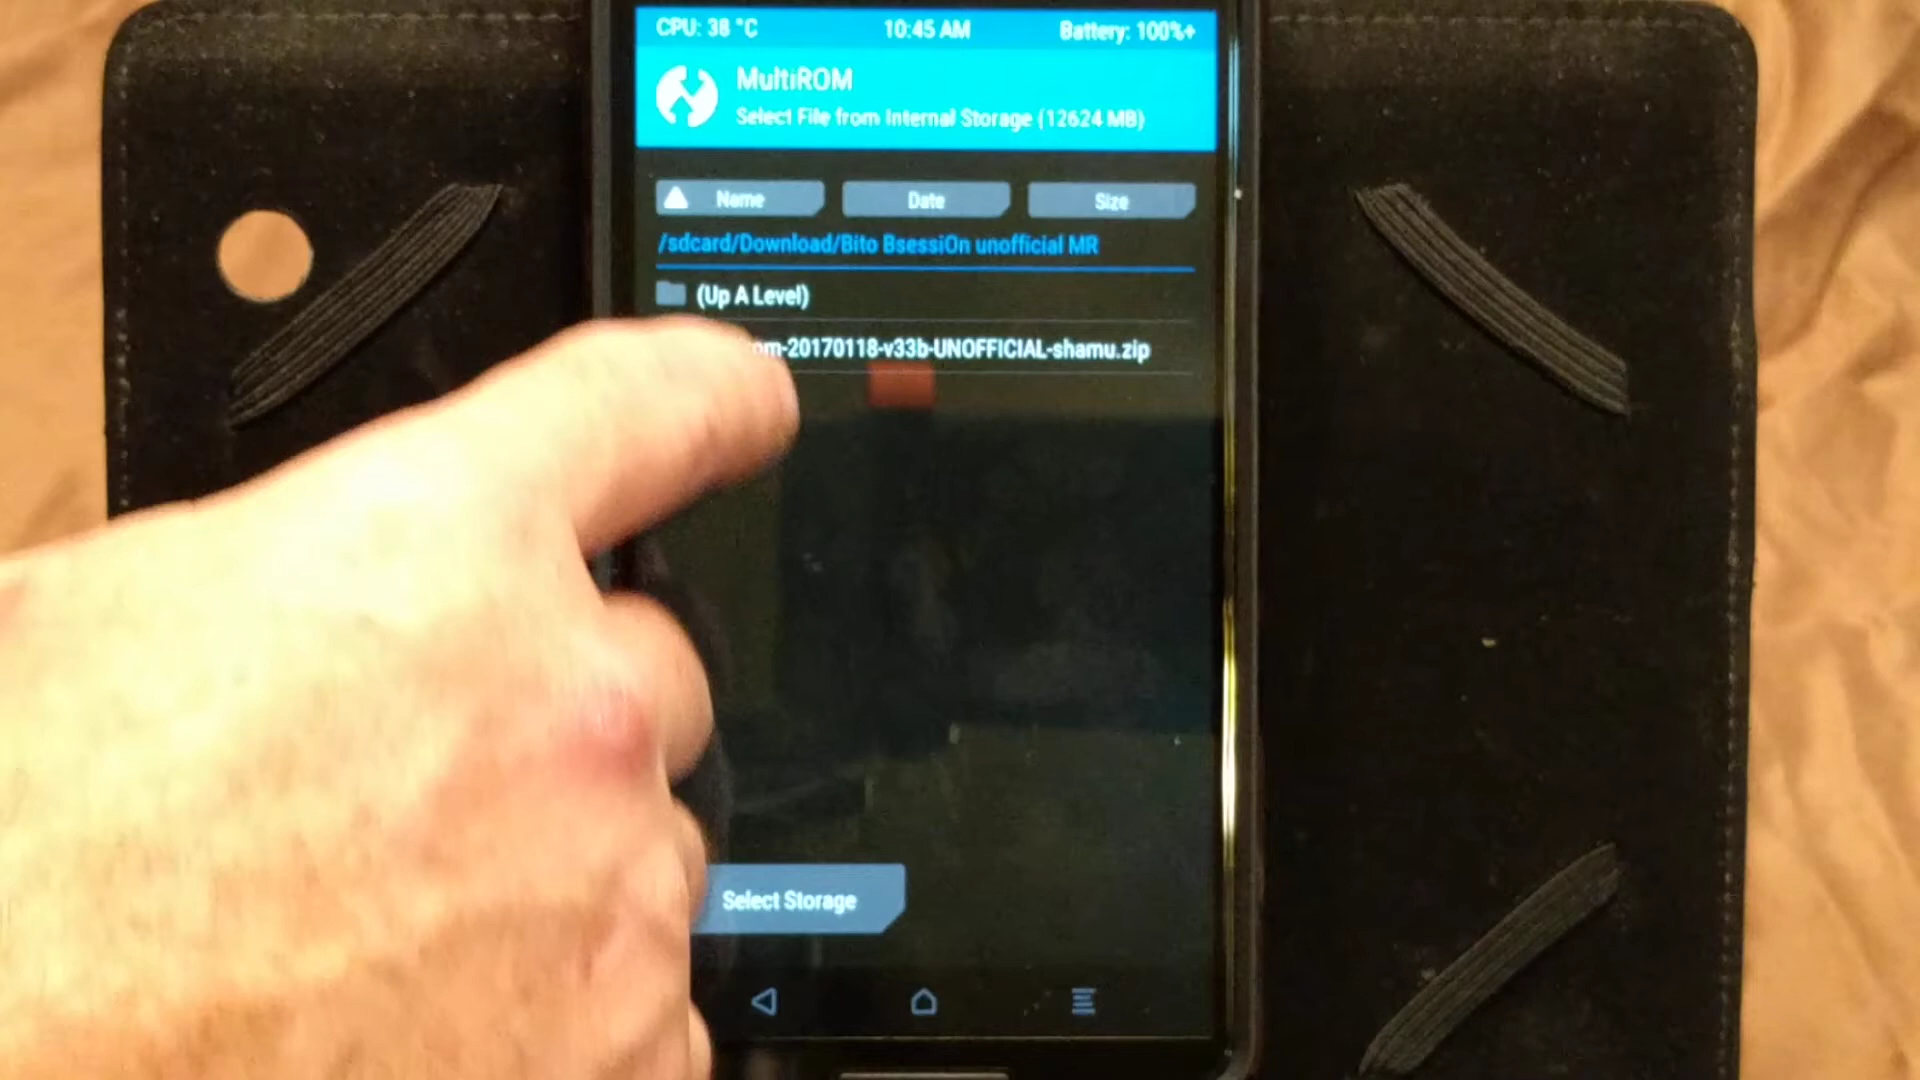 CPU: 38 °C 10:45 AM Battery: 100%+
MultiROM
Select File from Internal Storage (12624 MB)
Name Date Size
/sdcard/Download/Bito BsessiOn unofficial MR
(Up A Level)
om-20170118-v33b-UNOFFICIAL-shamu.zip
Select Storage